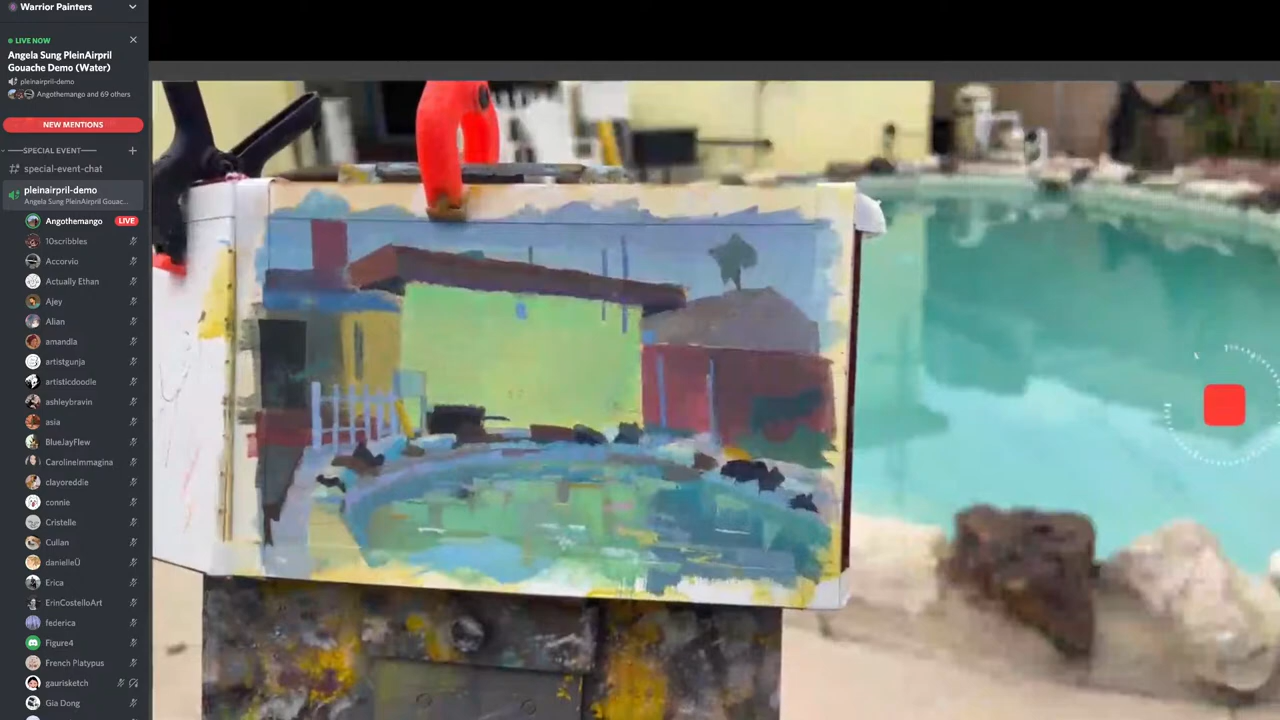 Warrior Painters
LIVE NOW
Angela Sung PleinAirpril
Gouache Demo (Water)
pleinairpril-demo
Angothemango and 69 others
NEW MENTIONS
SPECIAL EVENT
special-event-chat
pleinairpril-demo
Angela Sung PleinAirpril Gouac...
Angothemango LIVE
10scribbles
Accorvio
Actually Ethan
Ajey
Alian
amandla
artistgunja
artisticdoodle
ashleybravin
asia
BlueJayFlew
CarolineImmagina
clayoreddie
connie
Cristelle
Cullan
danielleÜ
Erica
ErinCostelloArt
federica
Figure4
French Platypus
gaurisketch
Gia Dong